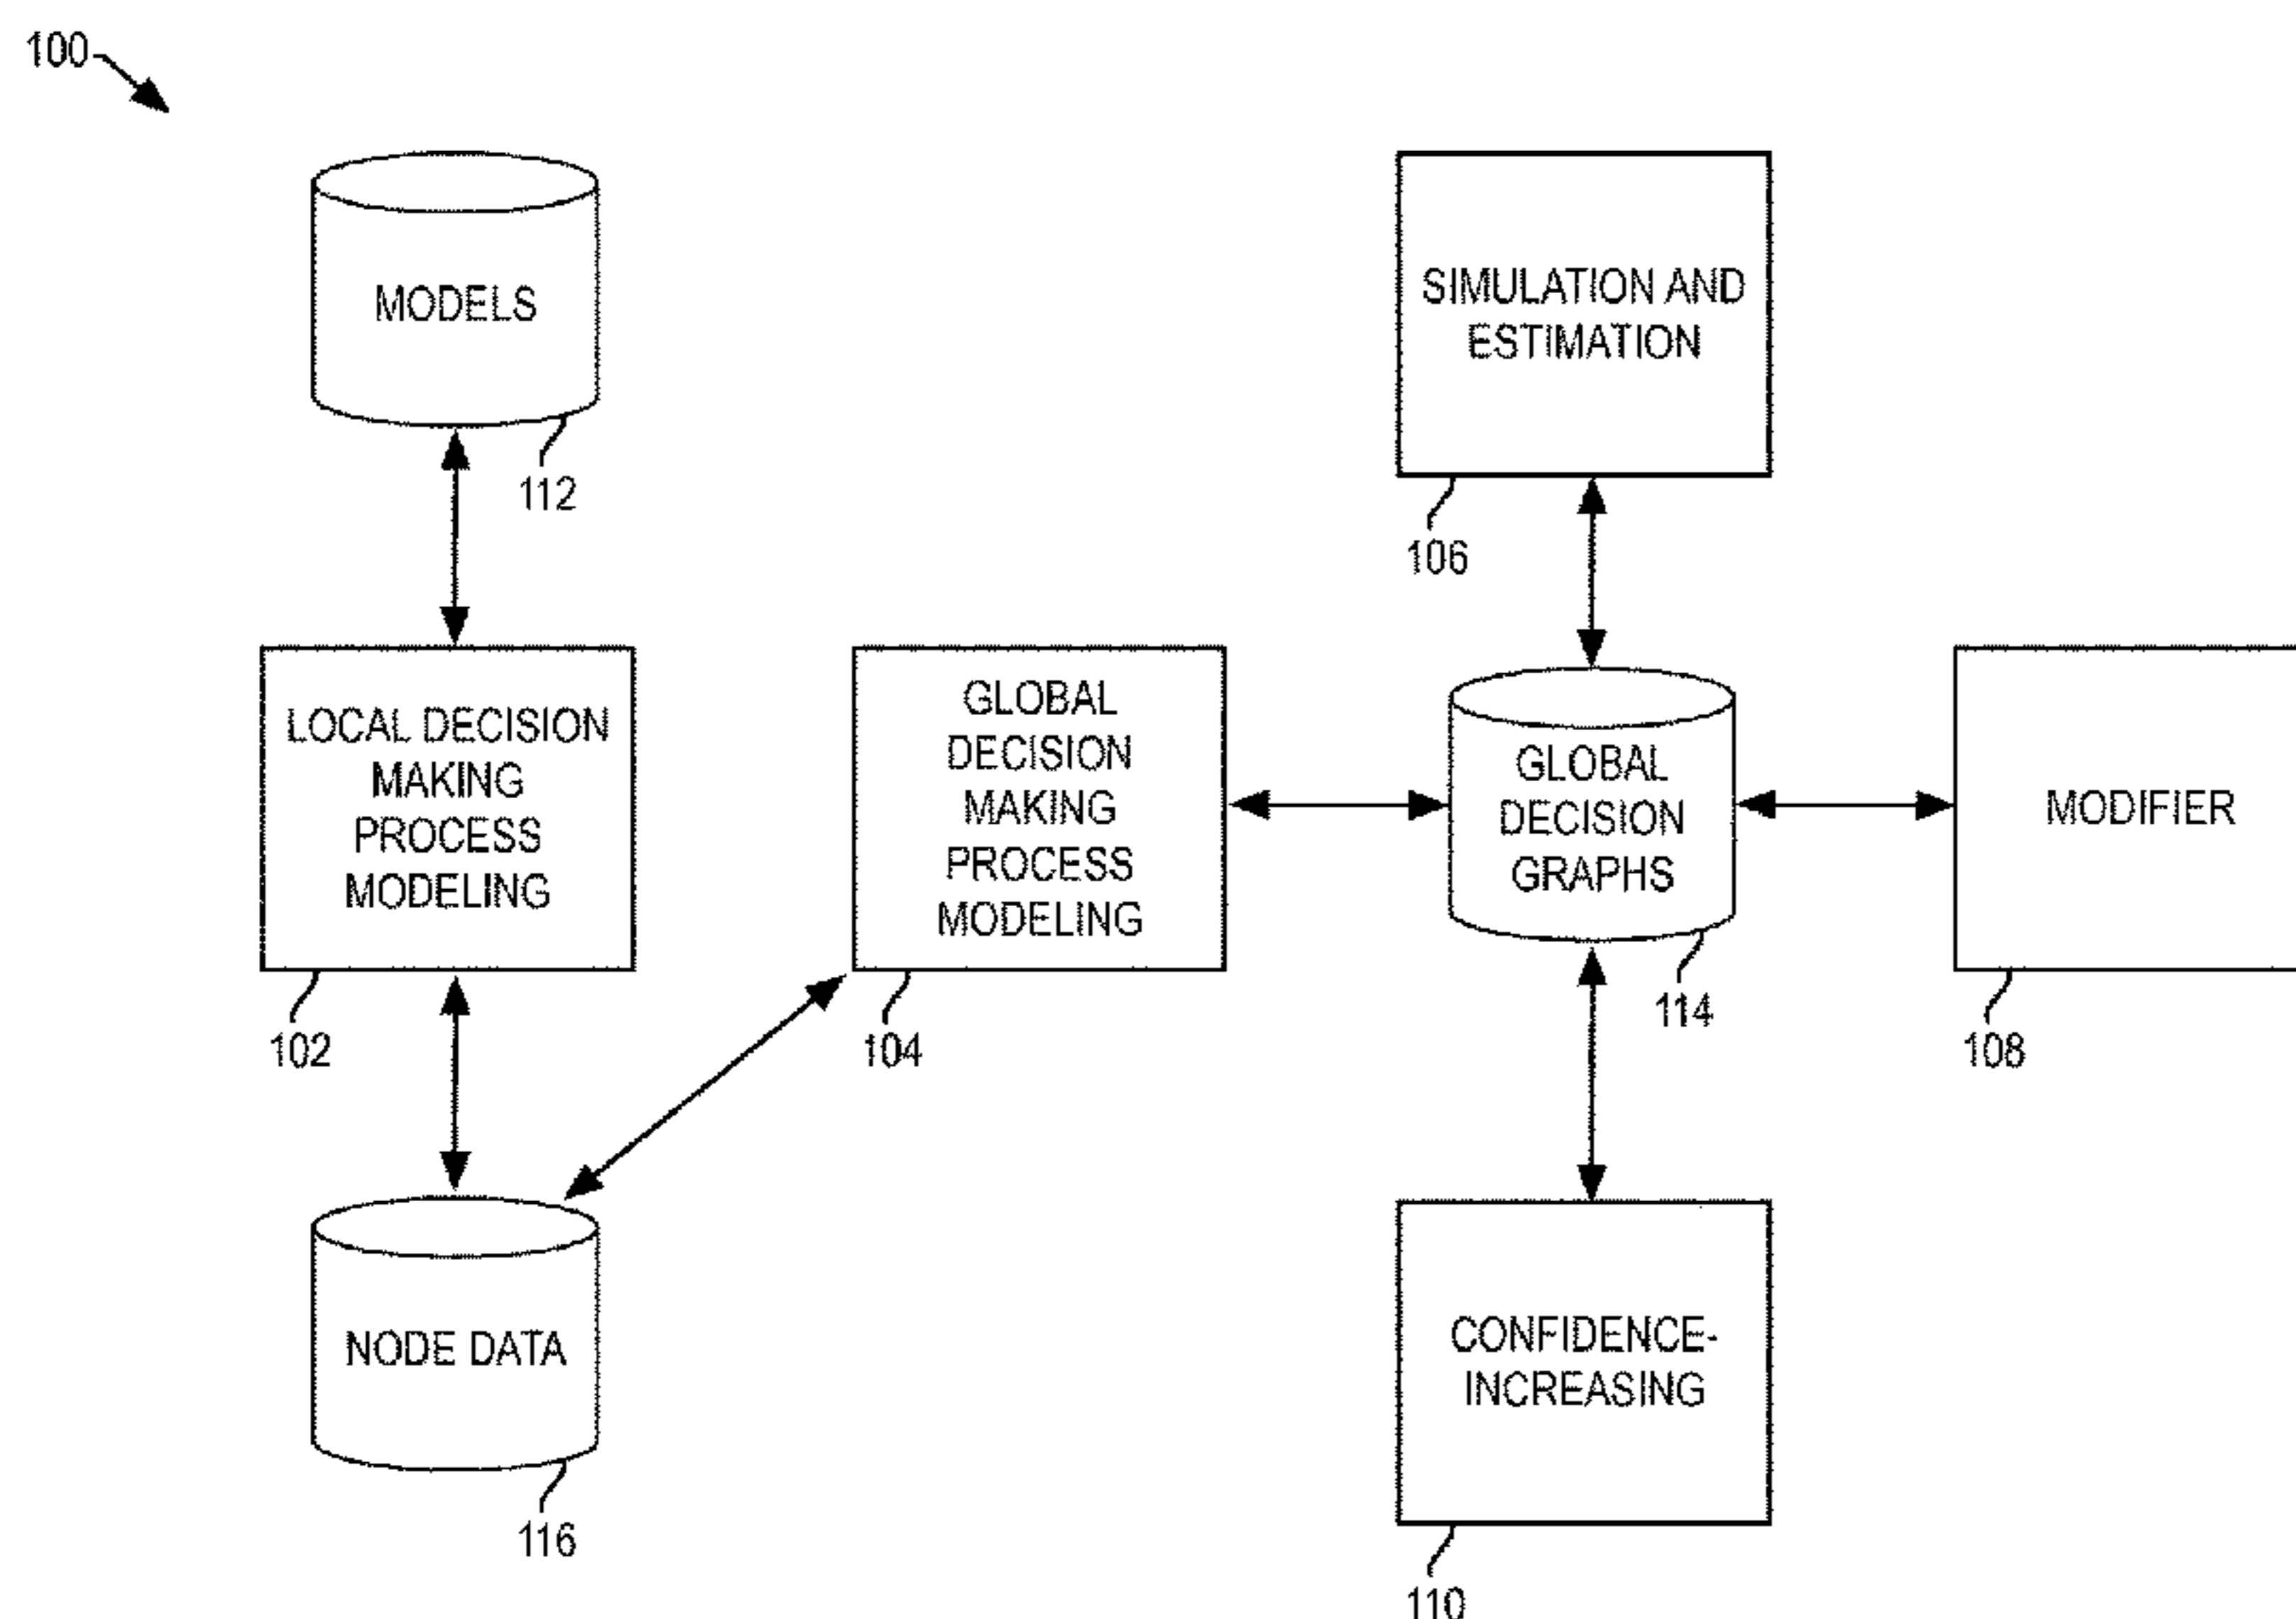 100
MODELS
112
SIMULATION AND
ESTIMATION
106
LOCAL DECISION
MAKING
PROCESS
MODELING
102
GLOBAL
DECISION
MAKING
PROCESS
MODELING
104
GLOBAL
DECISION
GRAPHS
114
MODIFIER
108
NODE DATA
116
CONFIDENCE-
INCREASING
110